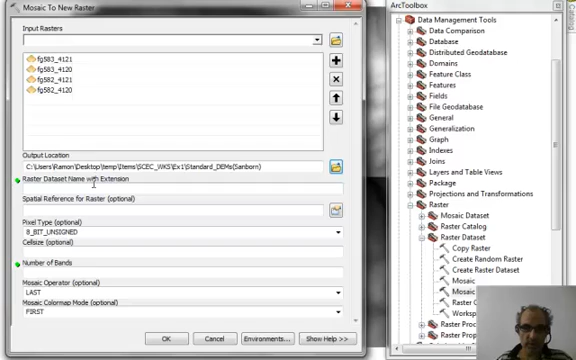 Mosaic To New Raster
Input Rasters
fg583_4121
fg583_4120
fg582_4121
fg582_4120
Output Location
C:\Users\Ramon\Desktop\temp\Items\SCEC_WKS\Ex1\Standard_DEMs(Sanborn)
Raster Dataset Name with Extension
Spatial Reference for Raster (optional)
Pixel Type (optional)
8_BIT_UNSIGNED
Cellsize (optional)
Number of Bands
Mosaic Operator (optional)
LAST
Mosaic Colormap Mode (optional)
FIRST
OK
Cancel
Environments...
Show Help >>
ArcToolbox
Data Management Tools
Data Comparison
Database
Distributed Geodatabase
Domains
Feature Class
Features
Fields
File Geodatabase
General
Generalization
Graph
Indexes
Joins
Layers and Table Views
Package
Projections and Transformations
Raster
Mosaic Dataset
Raster Catalog
Raster Dataset
Copy Raster
Create Random Raster
Create Raster Dataset
Mosaic
Mosaic
Raster
Worksp
Raster Proc
Raster Prop